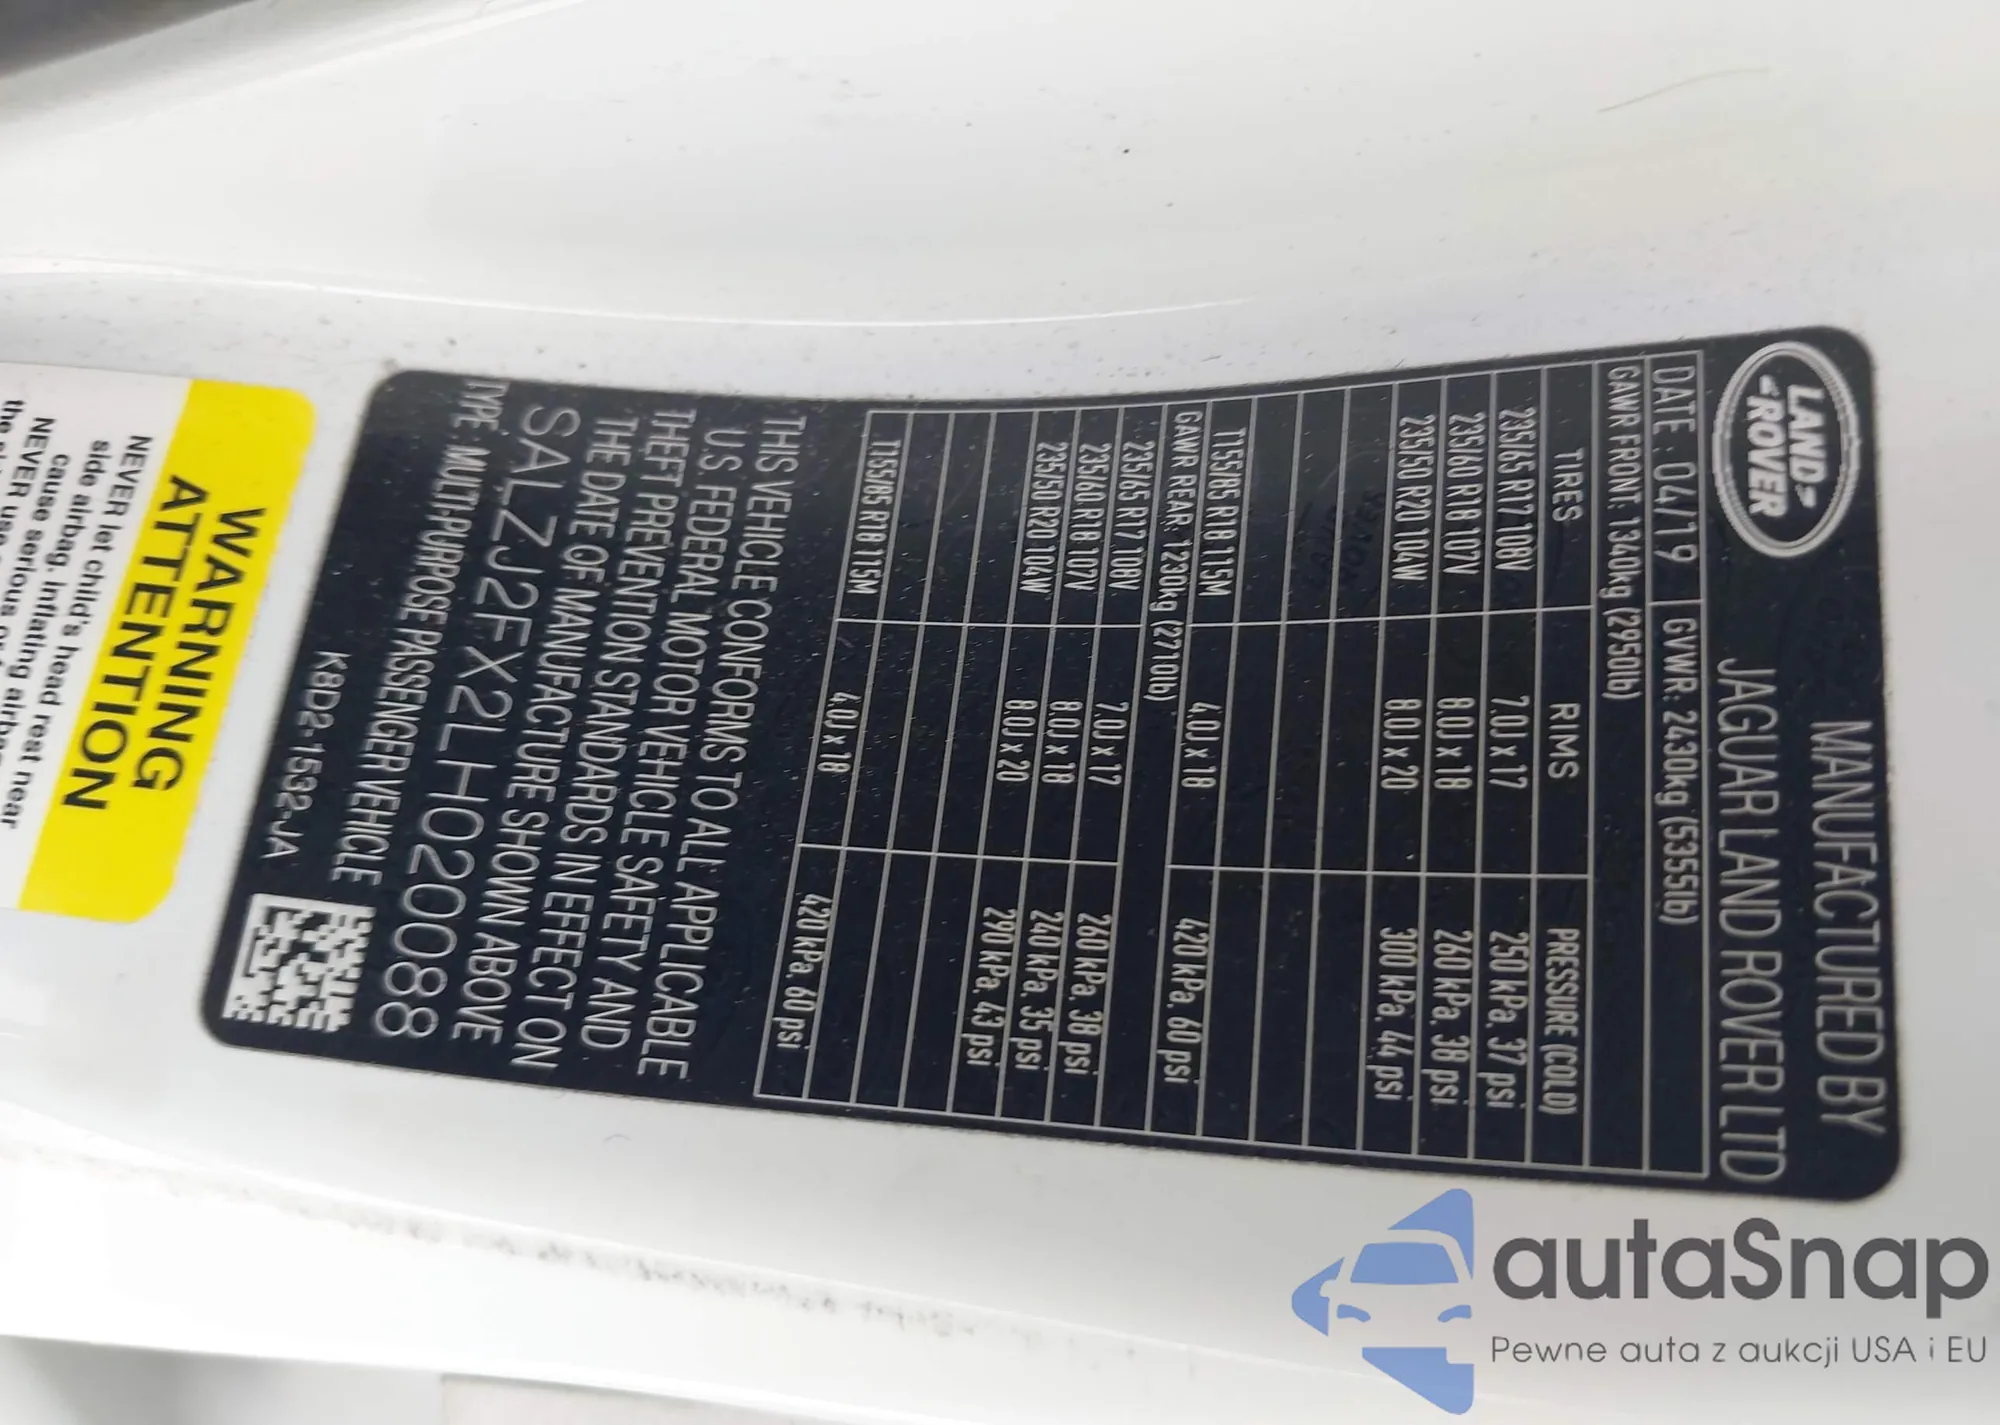 LAND-
-ROVER
MANUFACTURED BY
JAGUAR LAND ROVER LTD
DATE: 04/19 GVWR: 2430kg (5355lb)
GAWR FRONT: 1340kg (2950lb)
TIRES RIMS PRESSURE (COLD)
235/65 R17 108V 7.0J x 17 250 kPa, 37 psi
235/60 R18 107V 8.0J x 18 260 kPa, 38 psi
235/50 R20 104W 8.0J x 20 300 kPa, 44 psi
T155/85 R18 115M 4.0J x 18 420 kPa, 60 psi
GAWR REAR: 1230kg (2710lb)
235/65 R17 108V 7.0J x 17 260 kPa, 38 psi
235/60 R18 107V 8.0J x 18 240 kPa, 35 psi
235/50 R20 104W 8.0J x 20 290 kPa, 43 psi
T155/85 R18 115M 4.0J x 18 420 kPa, 60 psi
THIS VEHICLE CONFORMS TO ALL APPLICABLE
U.S. FEDERAL MOTOR VEHICLE SAFETY AND
THEFT PREVENTION STANDARDS IN EFFECT ON
THE DATE OF MANUFACTURE SHOWN ABOVE
SALZJ2FX2LH020088
TYPE: MULTI-PURPOSE PASSENGER VEHICLE
K8D2-1532-JA
WARNING
ATTENTION
NEVER let child's head rest near
side airbag. Inflating airbag
cause serious or
NEVER use
autaSnap
Pewne auta z aukcji USA i EU